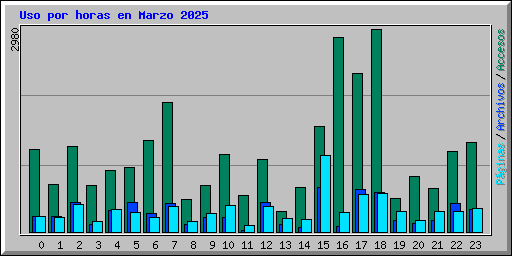 Uso por horas en Marzo 2025
2980
Páginas / Archivos / Accesos
0 1 2 3 4 5 6 7 8 9 10 11 12 13 14 15 16 17 18 19 20 21 22 23